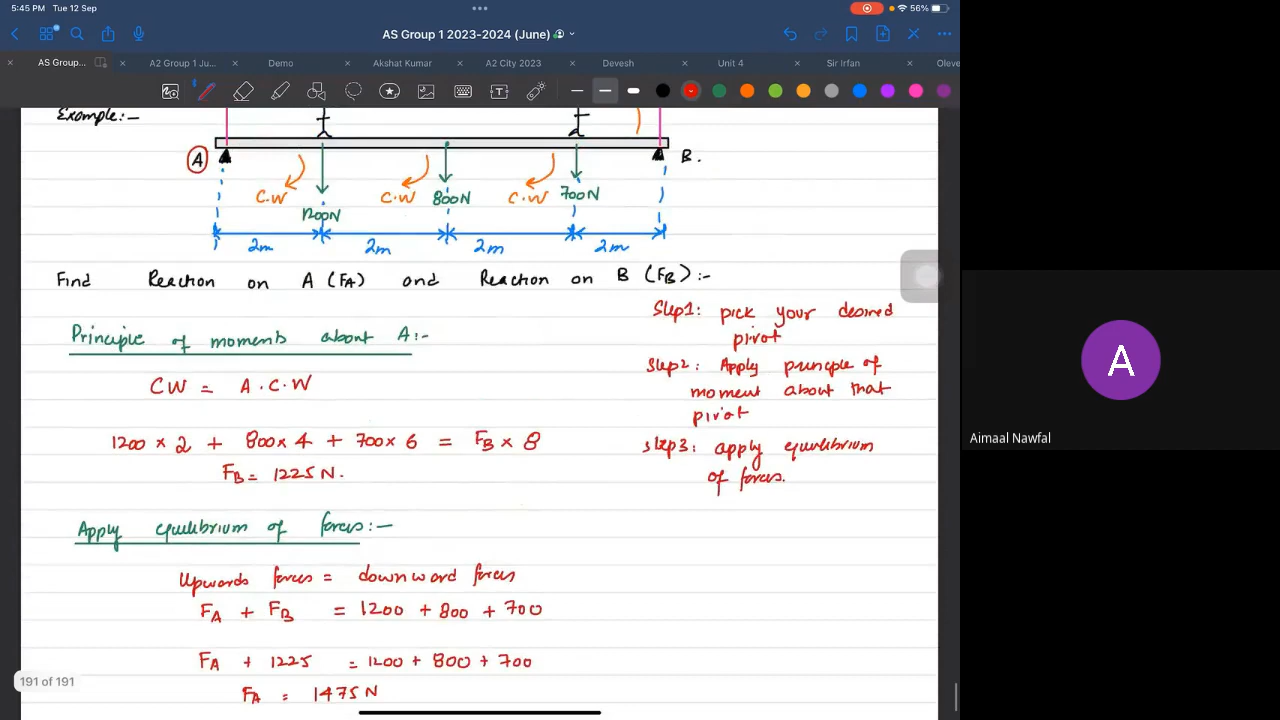 5:45 PM Tue 12 Sep
56%
AS Group 1 2023-2024 (June)
AS Group...
A2 Group 1 Ju...
Demo
Akshat Kumar
A2 City 2023
Devesh
Unit 4
Sir Irfan
Oleve
Example:-
A
B.
C.W
C.W
C.W
1200N
800N
700N
2m
2m
2m
2m
Find Reaction on A (FA) and Reaction on B (FB):-
Step1: pick your desired
pivot
Principle of moments about A:-
Step2: Apply principle of
moment about that
pivot
CW = A.C.W
1200 × 2 + 800 × 4 + 700 × 6 = FB × 8
Step3: apply equilibrium
of forces.
FB = 1225 N.
Apply equilibrium of forces:-
Upwards forces = downward forces
FA + FB = 1200 + 800 + 700
FA + 1225 = 1200 + 800 + 700
FA = 1475 N
191 of 191
A
Aimaal Nawfal